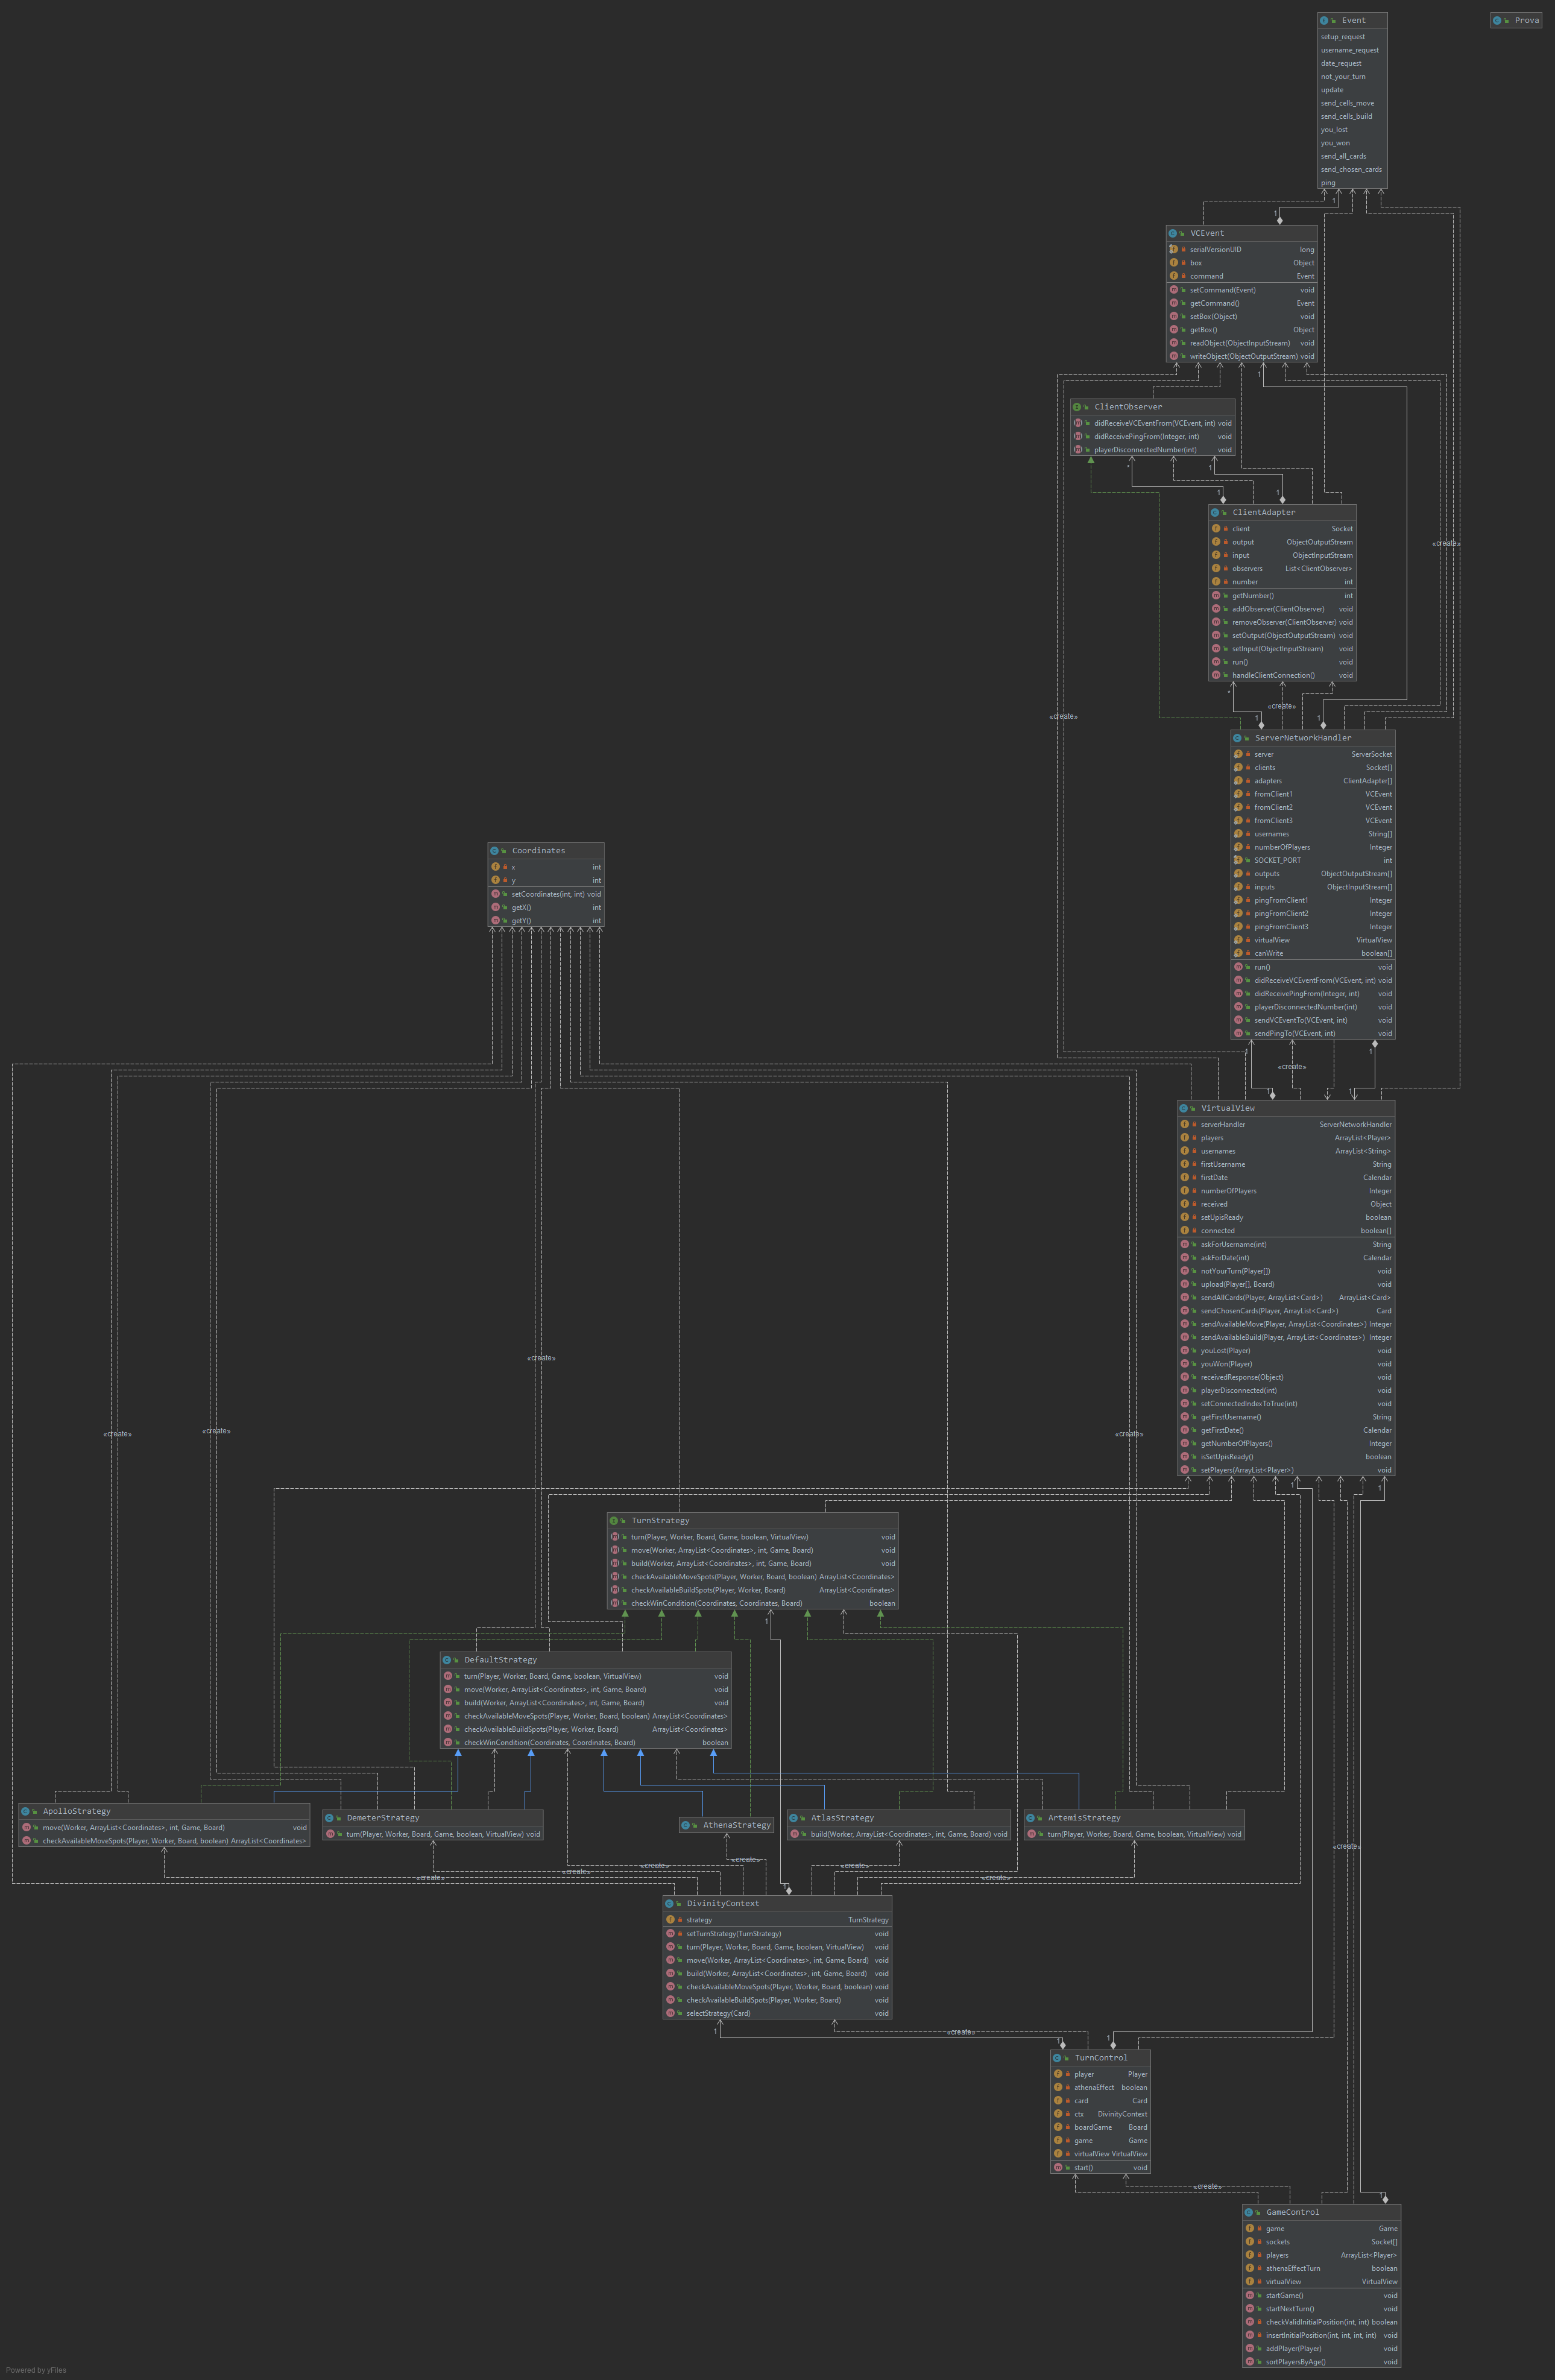 Event
setup_request
username_request
date_request
not_your_turn
update
send_cells_move
send_cells_build
you_lost
you_won
send_all_cards
send_chosen_cards
ping
Prova
VCEvent
serialVersionUID long
box Object
command Event
setCommand(Event) void
getCommand() Event
setBox(Object) void
getBox() Object
readObject(ObjectInputStream) void
writeObject(ObjectOutputStream) void
ClientObserver
didReceiveVCEventFrom(VCEvent, int) void
didReceivePingFrom(Integer, int) void
playerDisconnectedNumber(int) void
«create»
ClientAdapter
client Socket
output ObjectOutputStream
input ObjectInputStream
observers List<ClientObserver>
number int
getNumber() int
addObserver(ClientObserver) void
removeObserver(ClientObserver) void
setOutput(ObjectOutputStream) void
setInput(ObjectInputStream) void
run() void
handleClientConnection() void
«create»
«create»
ServerNetworkHandler
server ServerSocket
clients Socket[]
adapters ClientAdapter[]
fromClient1 VCEvent
fromClient2 VCEvent
fromClient3 VCEvent
usernames String[]
numberOfPlayers Integer
SOCKET_PORT int
outputs ObjectOutputStream[]
inputs ObjectInputStream[]
pingFromClient1 Integer
pingFromClient2 Integer
pingFromClient3 Integer
virtualView VirtualView
canWrite boolean[]
run() void
didReceiveVCEventFrom(VCEvent, int) void
didReceivePingFrom(Integer, int) void
playerDisconnectedNumber(int) void
sendVCEventTo(VCEvent, int) void
sendPingTo(VCEvent, int) void
Coordinates
x int
y int
setCoordinates(int, int) void
getX() int
getY() int
«create»
VirtualView
serverHandler ServerNetworkHandler
players ArrayList<Player>
usernames ArrayList<String>
firstUsername String
firstDate Calendar
numberOfPlayers Integer
received Object
setUpisReady boolean
connected boolean[]
askForUsername(int) String
askForDate(int) Calendar
notYourTurn(Player[]) void
upload(Player[], Board) void
sendAllCards(Player, ArrayList<Card>) ArrayList<Card>
sendChosenCards(Player, ArrayList<Card>) Card
sendAvailableMove(Player, ArrayList<Coordinates>) Integer
sendAvailableBuild(Player, ArrayList<Coordinates>) Integer
youLost(Player) void
youWon(Player) void
receivedResponse(Object) void
playerDisconnected(int) void
setConnectedIndexToTrue(int) void
getFirstUsername() String
getFirstDate() Calendar
getNumberOfPlayers() Integer
isSetUpisReady() boolean
setPlayers(ArrayList<Player>) void
«create»
«create»
«create»
«create»
TurnStrategy
turn(Player, Worker, Board, Game, boolean, VirtualView) void
move(Worker, ArrayList<Coordinates>, int, Game, Board) void
build(Worker, ArrayList<Coordinates>, int, Game, Board) void
checkAvailableMoveSpots(Player, Worker, Board, boolean) ArrayList<Coordinates>
checkAvailableBuildSpots(Player, Worker, Board) ArrayList<Coordinates>
checkWinCondition(Coordinates, Coordinates, Board) boolean
DefaultStrategy
turn(Player, Worker, Board, Game, boolean, VirtualView) void
move(Worker, ArrayList<Coordinates>, int, Game, Board) void
build(Worker, ArrayList<Coordinates>, int, Game, Board) void
checkAvailableMoveSpots(Player, Worker, Board, boolean) ArrayList<Coordinates>
checkAvailableBuildSpots(Player, Worker, Board) ArrayList<Coordinates>
checkWinCondition(Coordinates, Coordinates, Board) boolean
ApolloStrategy
move(Worker, ArrayList<Coordinates>, int, Game, Board) void
checkAvailableMoveSpots(Player, Worker, Board, boolean) ArrayList<Coordinates>
DemeterStrategy
turn(Player, Worker, Board, Game, boolean, VirtualView) void
AthenaStrategy
AtlasStrategy
build(Worker, ArrayList<Coordinates>, int, Game, Board) void
ArtemisStrategy
turn(Player, Worker, Board, Game, boolean, VirtualView) void
«create»
«create»
«create»
«create»
«create»
«create»
«create»
DivinityContext
strategy TurnStrategy
setTurnStrategy(TurnStrategy) void
turn(Player, Worker, Board, Game, boolean, VirtualView) void
move(Worker, ArrayList<Coordinates>, int, Game, Board) void
build(Worker, ArrayList<Coordinates>, int, Game, Board) void
checkAvailableMoveSpots(Player, Worker, Board, boolean) void
checkAvailableBuildSpots(Player, Worker, Board) void
selectStrategy(Card) void
«create»
TurnControl
player Player
athenaEffect boolean
card Card
ctx DivinityContext
boardGame Board
game Game
virtualView VirtualView
start() void
«create»
GameControl
game Game
sockets Socket[]
players ArrayList<Player>
athenaEffectTurn boolean
virtualView VirtualView
startGame() void
startNextTurn() void
checkValidInitialPosition(int, int) boolean
insertInitialPosition(int, int, int, int) void
addPlayer(Player) void
sortPlayersByAge() void
Powered by yFiles